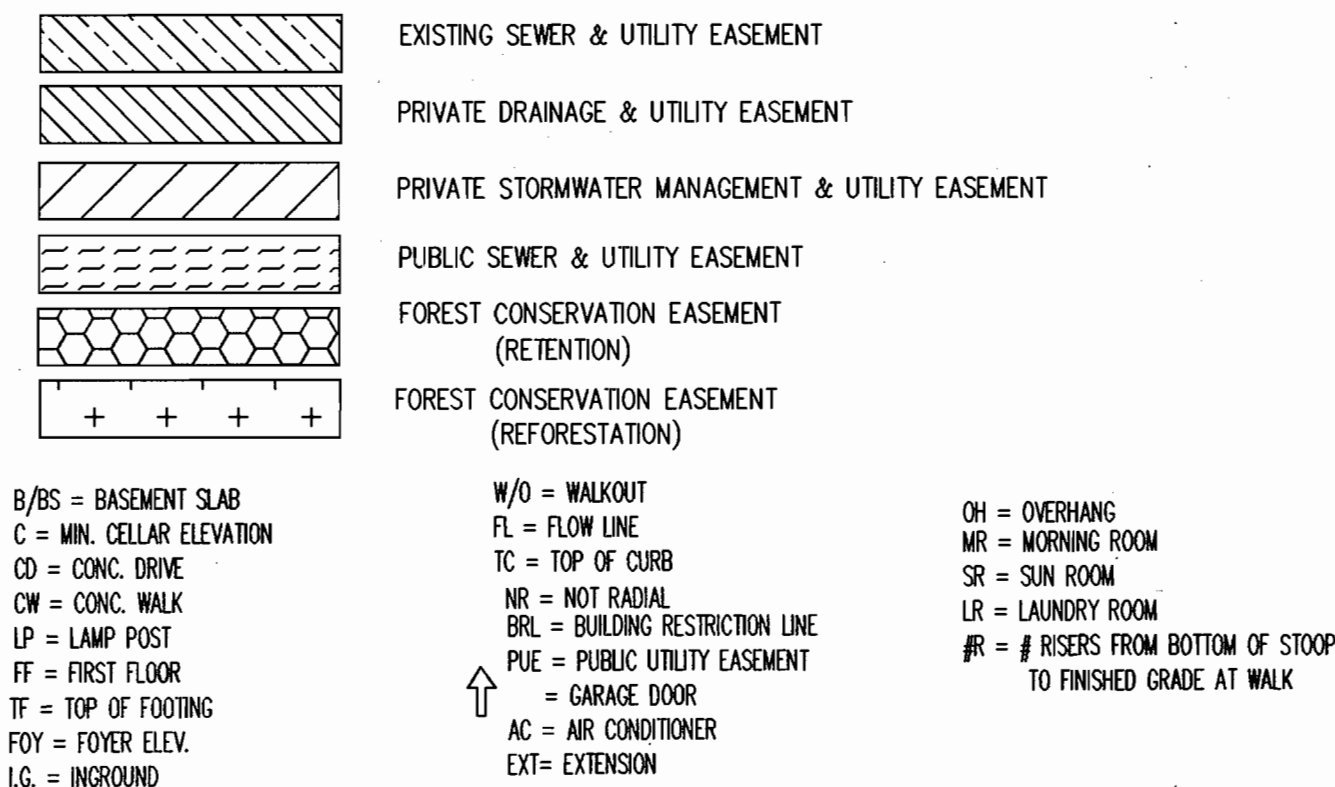 EXISTING SEWER & UTILITY EASEMENT
PRIVATE DRAINAGE & UTILITY EASEMENT
PRIVATE STORMWATER MANAGEMENT & UTILITY EASEMENT
PUBLIC SEWER & UTILITY EASEMENT
FOREST CONSERVATION EASEMENT
(RETENTION)
FOREST CONSERVATION EASEMENT
(REFORESTATION)
B/BS = BASEMENT SLAB
C = MIN. CELLAR ELEVATION
CD = CONC. DRIVE
CW = CONC. WALK
LP = LAMP POST
FF = FIRST FLOOR
TF = TOP OF FOOTING
FOY = FOYER ELEV.
I.G. = INGROUND
W/O = WALKOUT
FL = FLOW LINE
TC = TOP OF CURB
NR = NOT RADIAL
BRL = BUILDING RESTRICTION LINE
PUE = PUBLIC UTILITY EASEMENT
= GARAGE DOOR
AC = AIR CONDITIONER
EXT= EXTENSION
OH = OVERHANG
MR = MORNING ROOM
SR = SUN ROOM
LR = LAUNDRY ROOM
#R = # RISERS FROM BOTTOM OF STOOP
TO FINISHED GRADE AT WALK